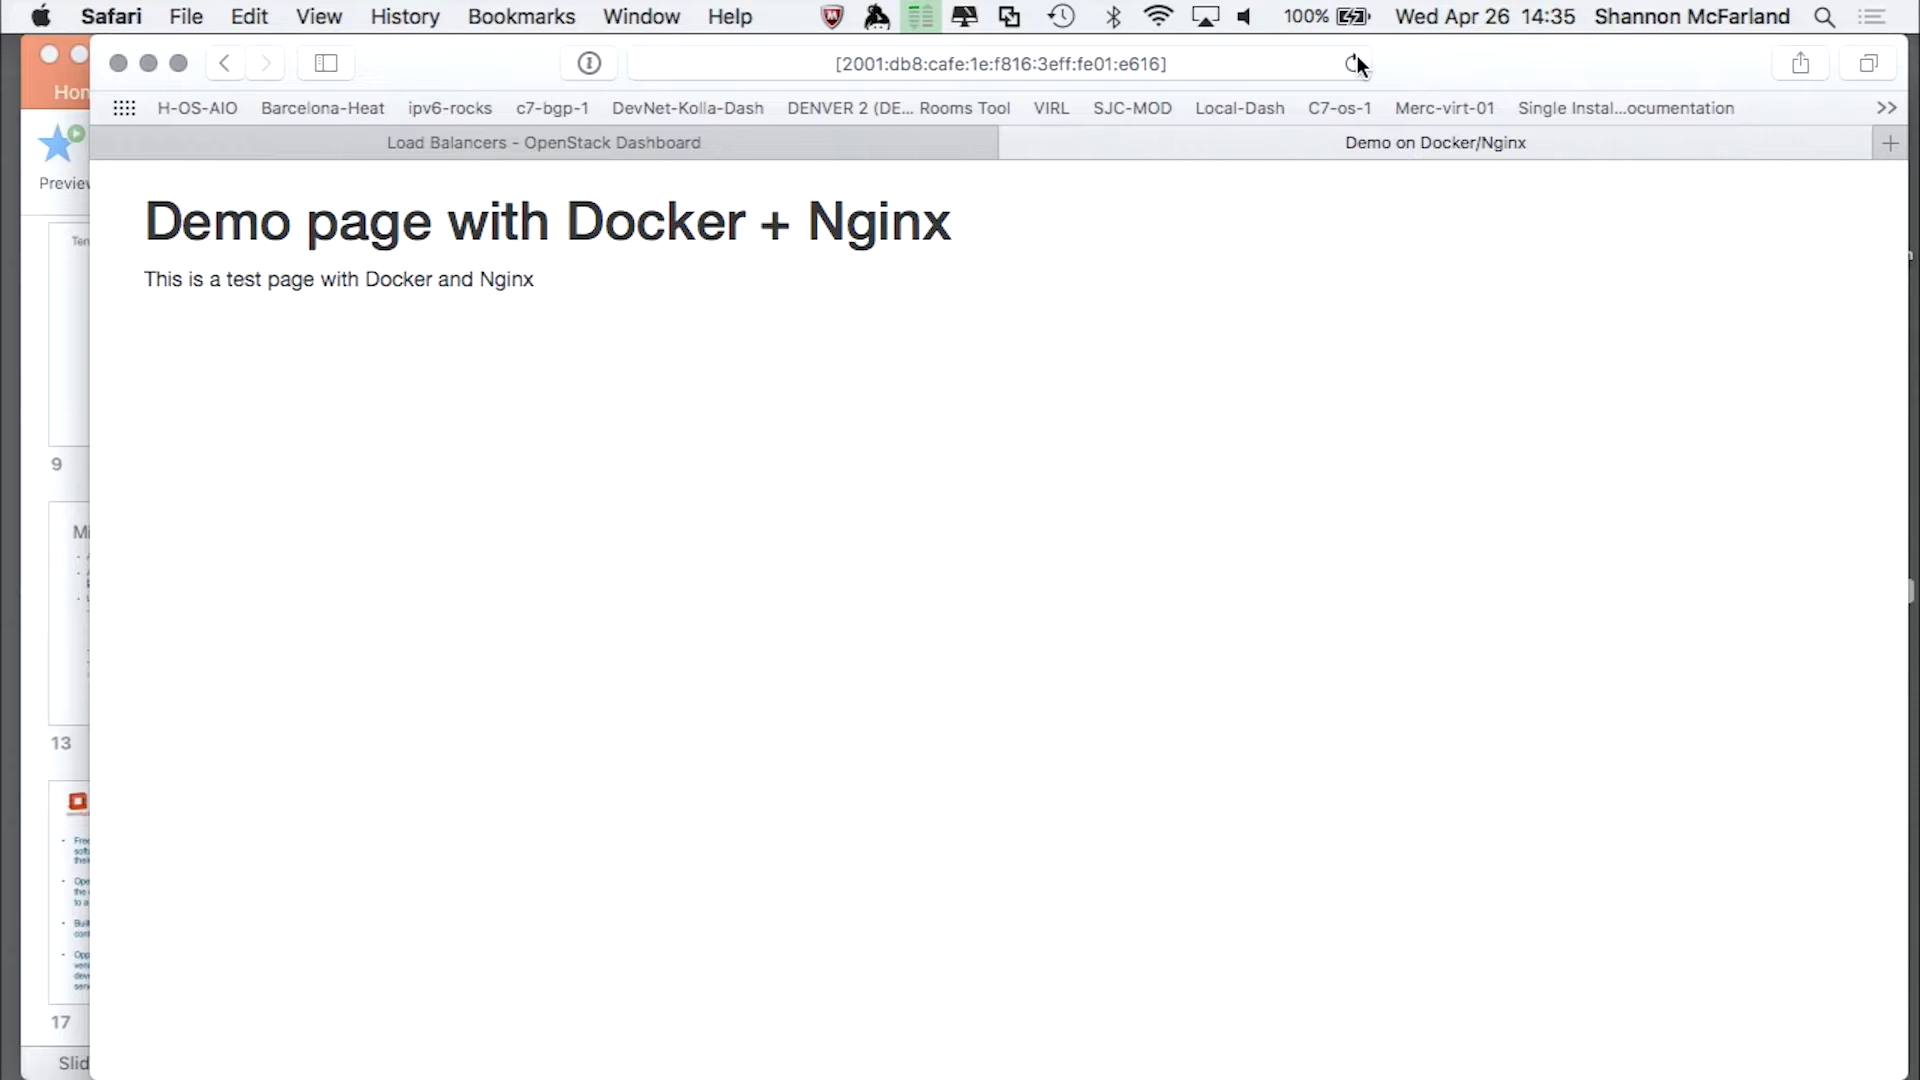 Safari File Edit View History Bookmarks Window Help 100% Wed Apr 26 14:35 Shannon McFarland
[2001:db8:cafe:1e:f816:3eff:fe01:e616]
H-OS-AIO Barcelona-Heat ipv6-rocks c7-bgp-1 DevNet-Kolla-Dash DENVER 2 (DE... Rooms Tool VIRL SJC-MOD Local-Dash C7-os-1 Merc-virt-01 Single Instal...ocumentation
Load Balancers - OpenStack Dashboard Demo on Docker/Nginx
Demo page with Docker + Nginx
This is a test page with Docker and Nginx
9
13
17